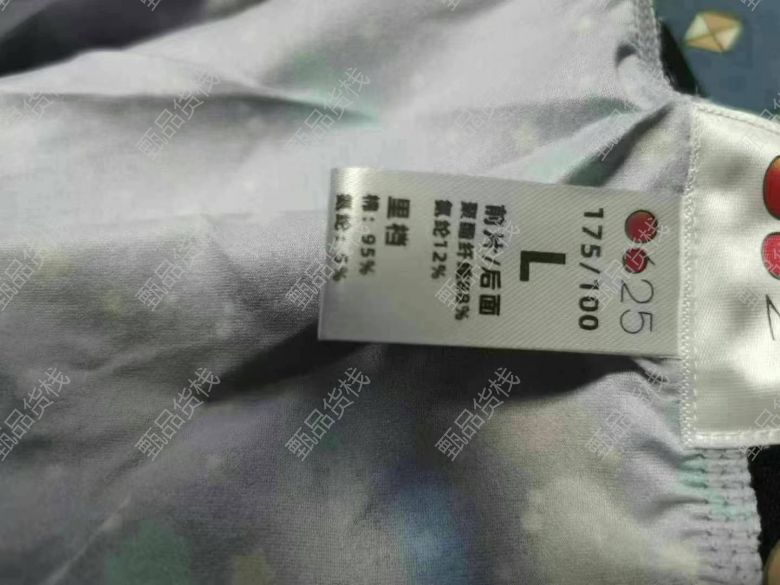 625
175/100
L
前片/后面
聚酯纤维88%
氨纶12%
里裆
棉：95%
氨纶：5%
甄品货栈